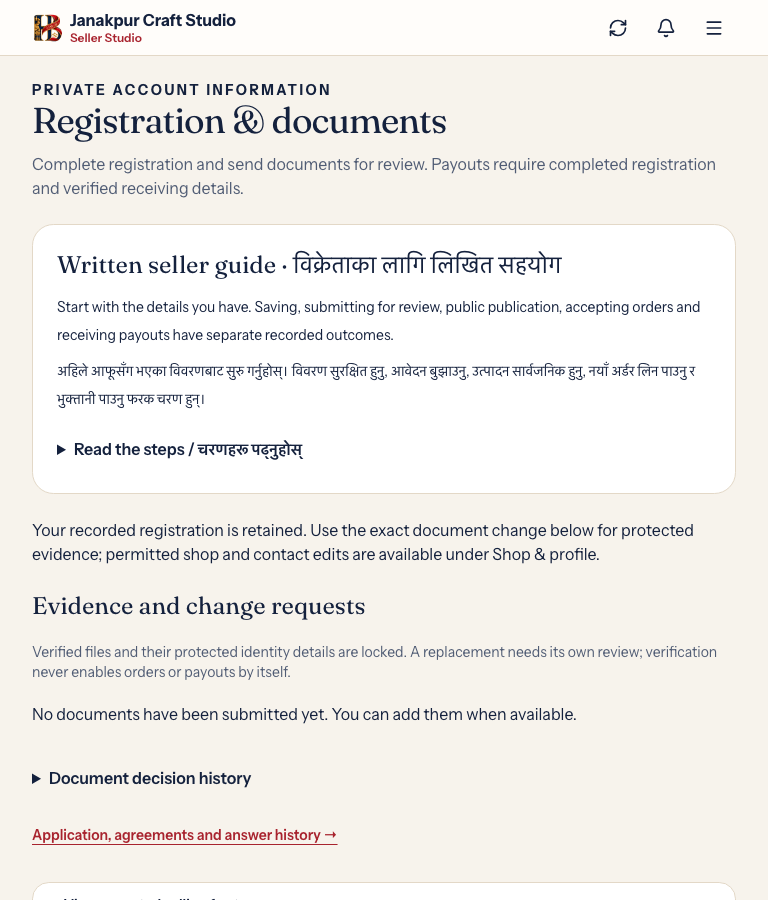 Janakpur Craft Studio
Seller Studio
PRIVATE ACCOUNT INFORMATION
Registration & documents
Complete registration and send documents for review. Payouts require completed registration
and verified receiving details.
Written seller guide · विक्रेताका लागि लिखित सहयोग
Start with the details you have. Saving, submitting for review, public publication, accepting orders and
receiving payouts have separate recorded outcomes.
अहिले आफूसँग भएका विवरणबाट सुरु गर्नुहोस्। विवरण सुरक्षित हुनु, आवेदन बुझाउनु, उत्पादन सार्वजनिक हुनु, नयाँ अर्डर लिन पाउनु र
भुक्तानी पाउनु फरक चरण हुन्।
Read the steps / चरणहरू पढ्नुहोस्
Your recorded registration is retained. Use the exact document change below for protected
evidence; permitted shop and contact edits are available under Shop & profile.
Evidence and change requests
Verified files and their protected identity details are locked. A replacement needs its own review; verification
never enables orders or payouts by itself.
No documents have been submitted yet. You can add them when available.
Document decision history
Application, agreements and answer history →